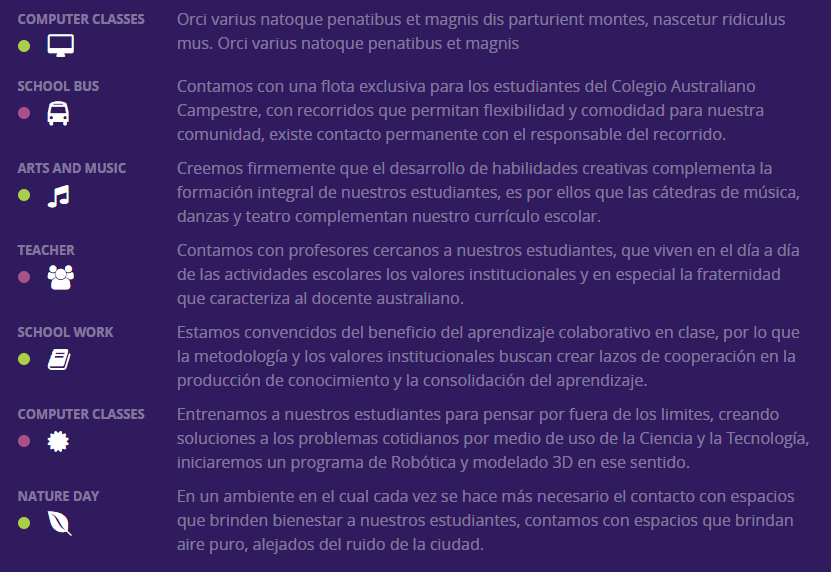 COMPUTER CLASSES
Orci varius natoque penatibus et magnis dis parturient montes, nascetur ridiculus
mus. Orci varius natoque penatibus et magnis
SCHOOL BUS
Contamos con una flota exclusiva para los estudiantes del Colegio Australiano
Campestre, con recorridos que permitan flexibilidad y comodidad para nuestra
comunidad, existe contacto permanente con el responsable del recorrido.
ARTS AND MUSIC
Creemos firmemente que el desarrollo de habilidades creativas complementa la
formación integral de nuestros estudiantes, es por ellos que las cátedras de música,
danzas y teatro complementan nuestro currículo escolar.
TEACHER
Contamos con profesores cercanos a nuestros estudiantes, que viven en el día a día
de las actividades escolares los valores institucionales y en especial la fraternidad
que caracteriza al docente australiano.
SCHOOL WORK
Estamos convencidos del beneficio del aprendizaje colaborativo en clase, por lo que
la metodología y los valores institucionales buscan crear lazos de cooperación en la
producción de conocimiento y la consolidación del aprendizaje.
COMPUTER CLASSES
Entrenamos a nuestros estudiantes para pensar por fuera de los limites, creando
soluciones a los problemas cotidianos por medio de uso de la Ciencia y la Tecnología,
iniciaremos un programa de Robótica y modelado 3D en ese sentido.
NATURE DAY
En un ambiente en el cual cada vez se hace más necesario el contacto con espacios
que brinden bienestar a nuestros estudiantes, contamos con espacios que brindan
aire puro, alejados del ruido de la ciudad.